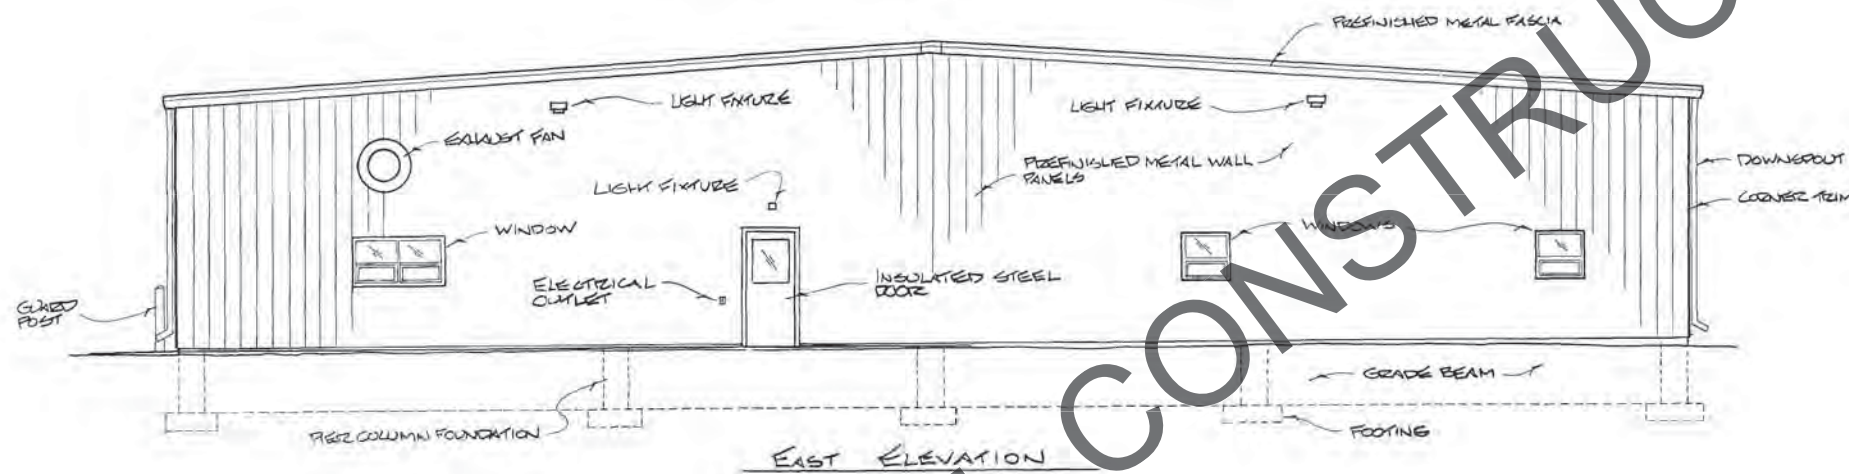 PREFINISHED METAL FASCIA
LIGHT FIXTURE
LIGHT FIXTURE
EXHAUST FAN
PREFINISHED METAL WALL
PANELS
DOWNSPOUT
LIGHT FIXTURE
CORNER TRIM
WINDOW
WINDOWS
ELECTRICAL
OUTLET
INSULATED STEEL
DOOR
GUARD
POST
GRADE BEAM
PIER COLUMN FOUNDATION
FOOTING
EAST ELEVATION
CONSTRUC